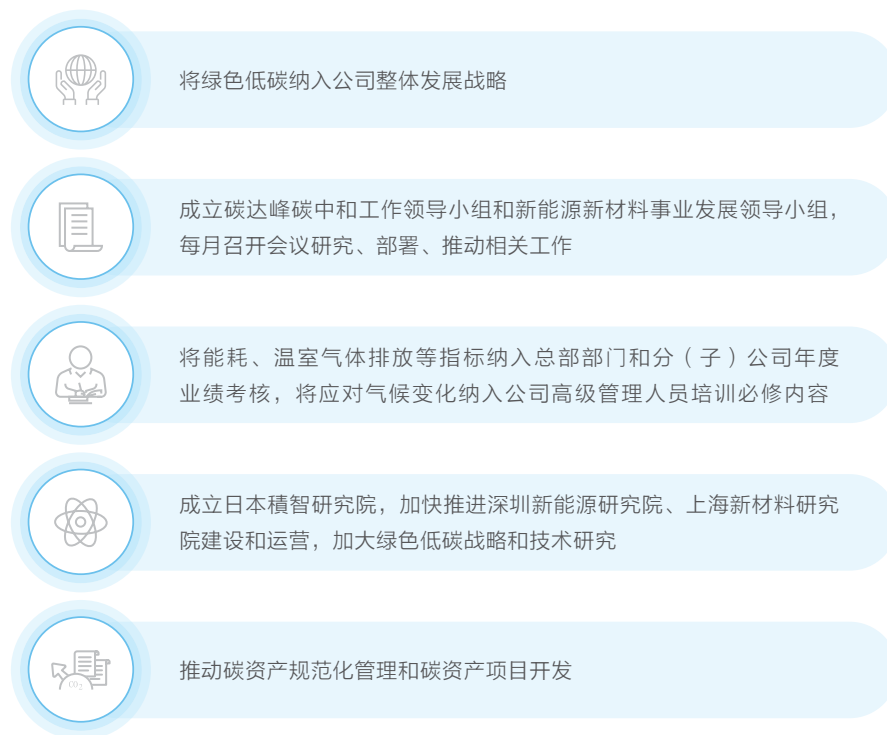 将绿色低碳纳入公司整体发展战略
成立碳达峰碳中和工作领导小组和新能源新材料事业发展领导小组，
每月召开会议研究、部署、推动相关工作
将能耗、温室气体排放等指标纳入总部部门和分（子）公司年度
业绩考核，将应对气候变化纳入公司高级管理人员培训必修内容
成立日本積智研究院，加快推进深圳新能源研究院、上海新材料研究
院建设和运营，加大绿色低碳战略和技术研究
CO2
推动碳资产规范化管理和碳资产项目开发